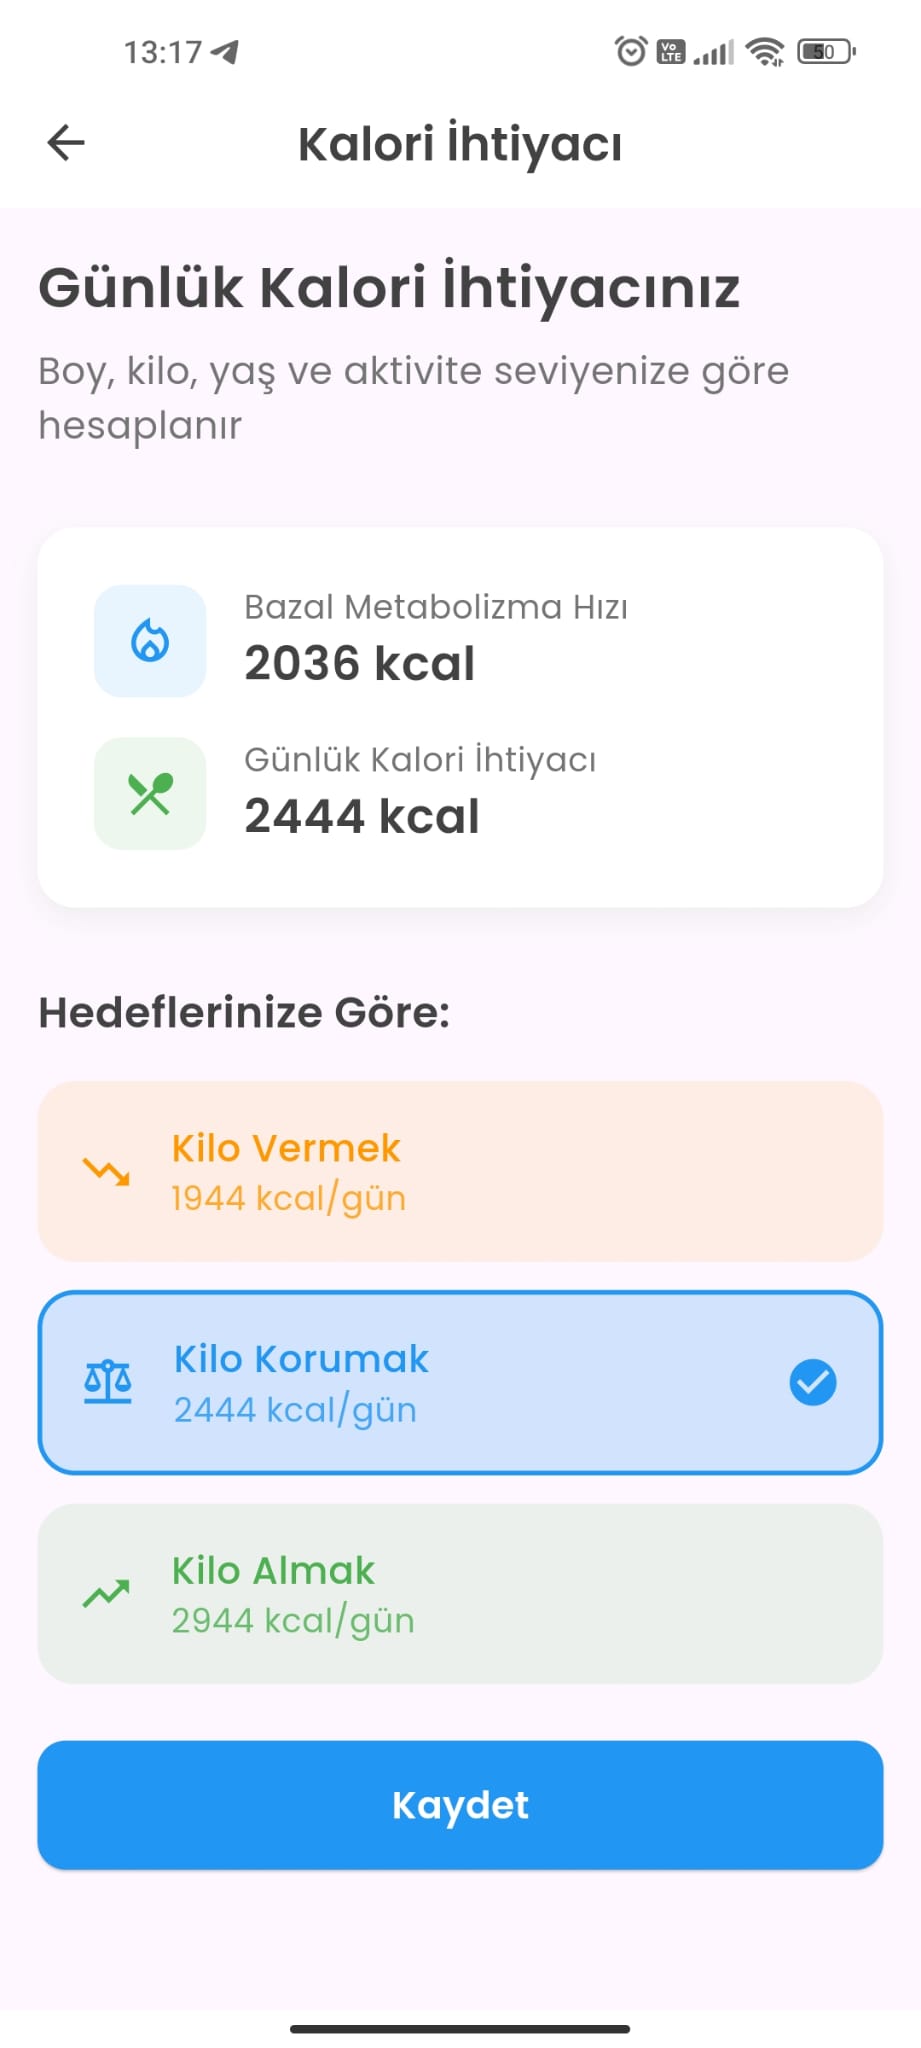 13:17
Vo
LTE
50
Kalori İhtiyacı
Günlük Kalori İhtiyacınız
Boy, kilo, yaş ve aktivite seviyenize göre
hesaplanır
Bazal Metabolizma Hızı
2036 kcal
Günlük Kalori İhtiyacı
2444 kcal
Hedeflerinize Göre:
Kilo Vermek
1944 kcal/gün
Kilo Korumak
2444 kcal/gün
Kilo Almak
2944 kcal/gün
Kaydet